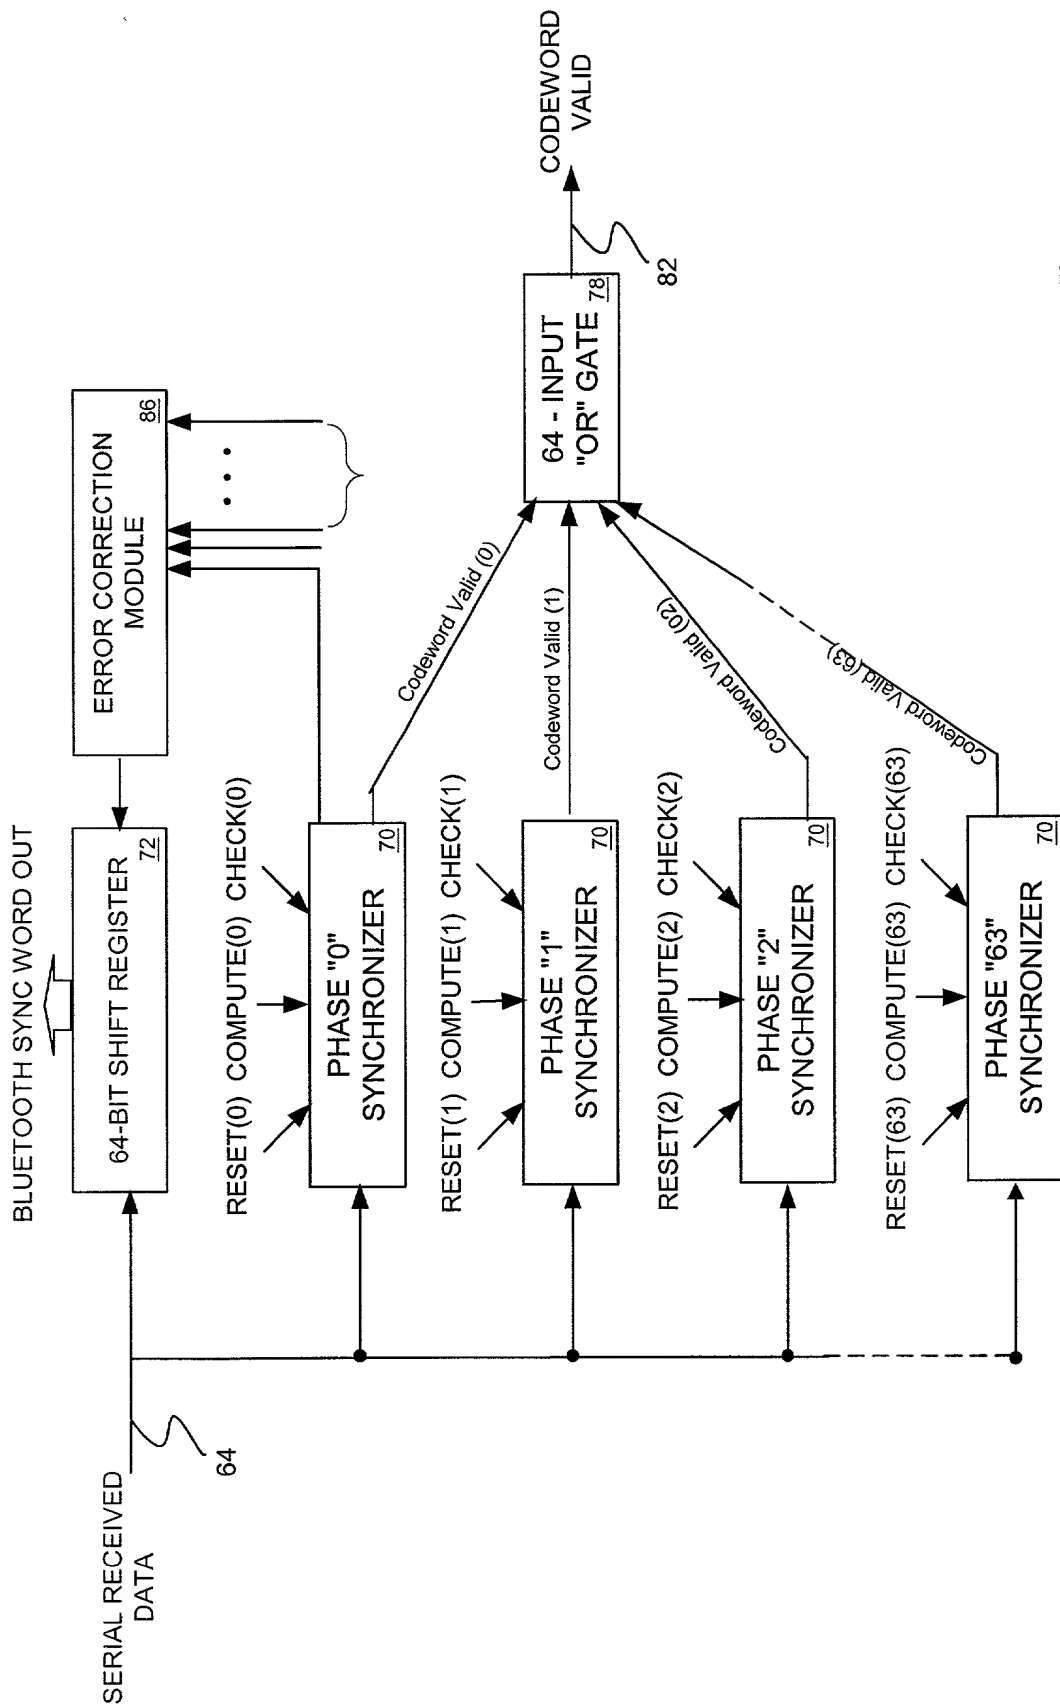 BLUETOOTH SYNC WORD OUT
SERIAL RECEIVED
DATA
64
64-BIT SHIFT REGISTER
72
ERROR CORRECTION
MODULE
86
RESET(0) COMPUTE(0) CHECK(0)
PHASE "0"
SYNCHRONIZER
70
Codeword Valid (0)
RESET(1) COMPUTE(1) CHECK(1)
PHASE "1"
SYNCHRONIZER
70
Codeword Valid (1)
RESET(2) COMPUTE(2) CHECK(2)
PHASE "2"
SYNCHRONIZER
70
Codeword Valid (02)
RESET(63) COMPUTE(63) CHECK(63)
PHASE "63"
SYNCHRONIZER
70
Codeword Valid (63)
64 - INPUT
"OR" GATE
78
82
CODEWORD
VALID